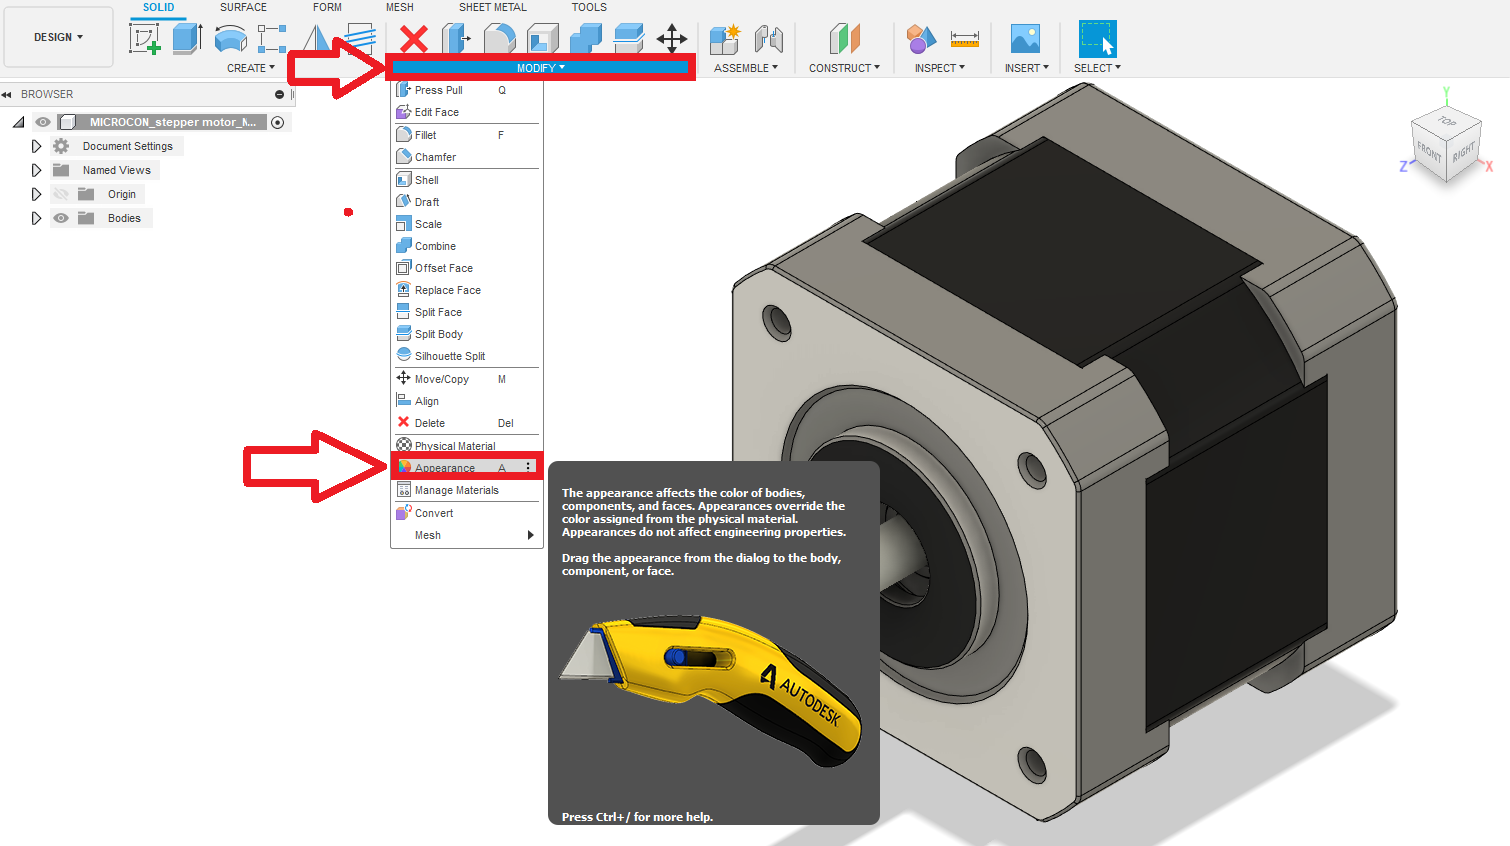 SOLID
SURFACE
FORM
MESH
SHEET METAL
TOOLS
DESIGN
CREATE
MODIFY
ASSEMBLE
CONSTRUCT
INSPECT
INSERT
SELECT
BROWSER
MICROCON_stepper motor_N...
Document Settings
Named Views
Origin
Bodies
Press Pull Q
Edit Face
Fillet F
Chamfer
Shell
Draft
Scale
Combine
Offset Face
Replace Face
Split Face
Split Body
Silhouette Split
Move/Copy M
Align
Delete Del
Physical Material
Appearance A
Manage Materials
Convert
Mesh
The appearance affects the color of bodies,
components, and faces. Appearances override the
color assigned from the physical material.
Appearances do not affect engineering properties.
Drag the appearance from the dialog to the body,
component, or face.
AUTODESK
Press Ctrl+/ for more help.
Y
TOP
FRONT
RIGHT
Z
X